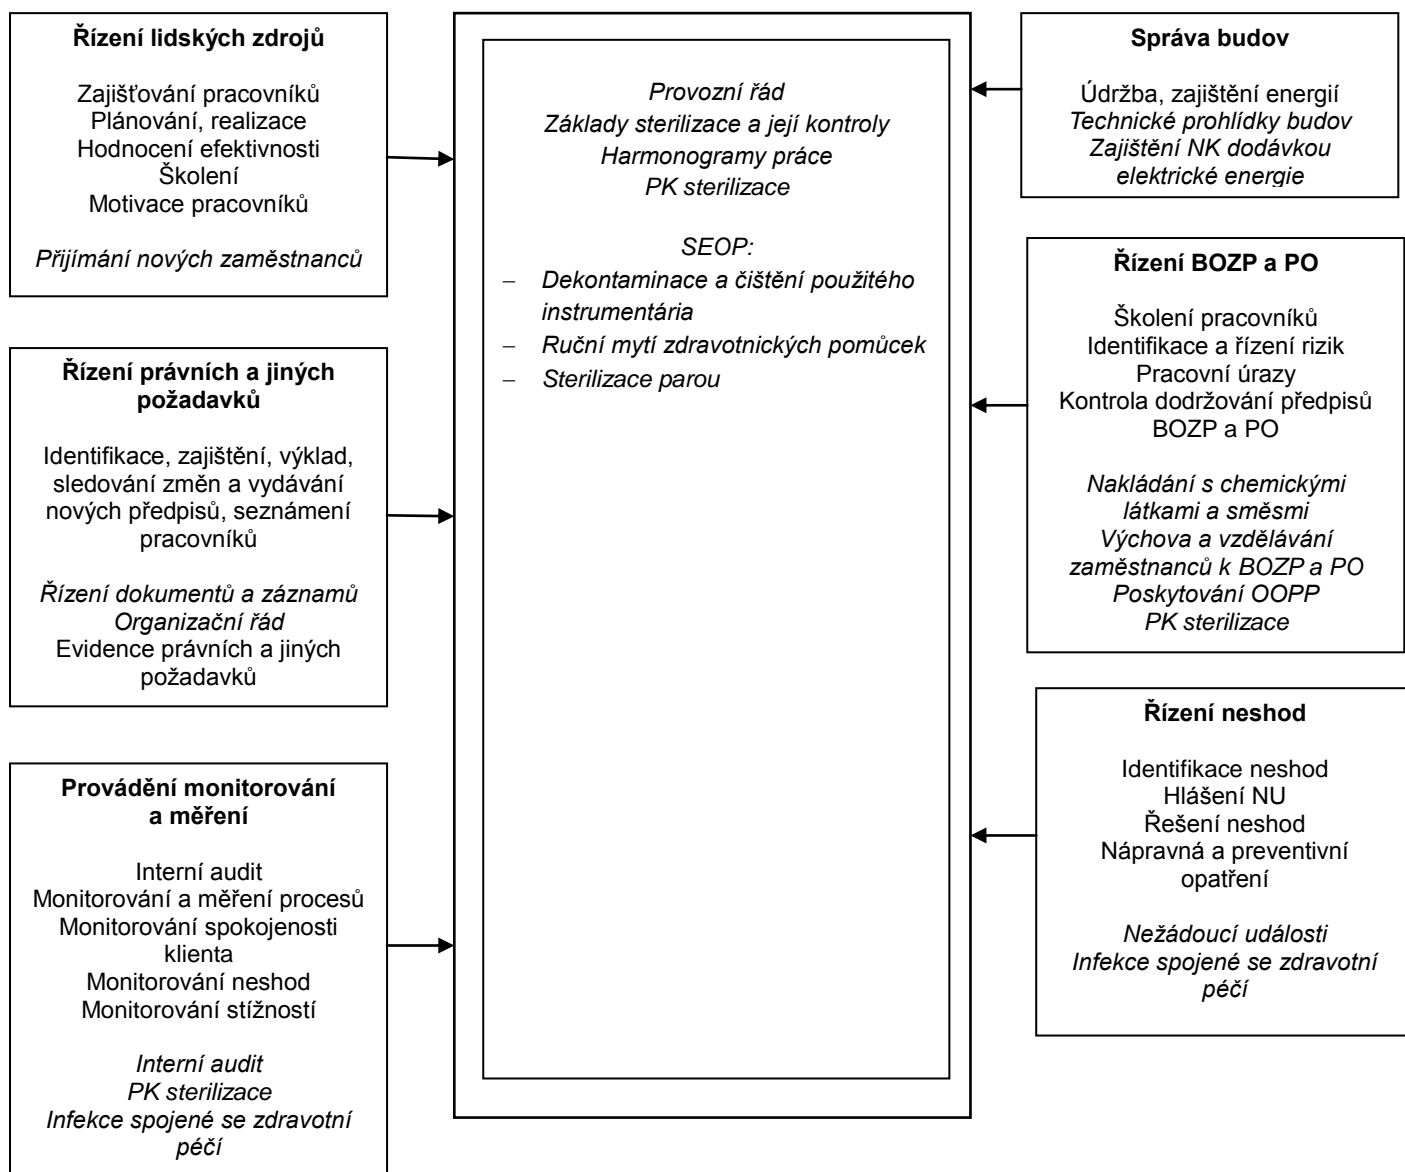 Řízení lidských zdrojů
Zajišťování pracovníků
Plánování, realizace
Hodnocení efektivnosti
Školení
Motivace pracovníků
Přijímání nových zaměstnanců
Řízení právních a jiných
požadavků
Identifikace, zajištění, výklad,
sledování změn a vydávání
nových předpisů, seznámení
pracovníků
Řízení dokumentů a záznamů
Organizační řád
Evidence právních a jiných
požadavků
Provádění monitorování
a měření
Interní audit
Monitorování a měření procesů
Monitorování spokojenosti
klienta
Monitorování neshod
Monitorování stížností
Interní audit
PK sterilizace
Infekce spojené se zdravotní
péčí
Provozní řád
Základy sterilizace a její kontroly
Harmonogramy práce
PK sterilizace
SEOP:
– Dekontaminace a čištění použitého
instrumentária
– Ruční mytí zdravotnických pomůcek
– Sterilizace parou
Správa budov
Údržba, zajištění energií
Technické prohlídky budov
Zajištění NK dodávkou
elektrické energie
Řízení BOZP a PO
Školení pracovníků
Identifikace a řízení rizik
Pracovní úrazy
Kontrola dodržování předpisů
BOZP a PO
Nakládání s chemickými
látkami a směsmi
Výchova a vzdělávání
zaměstnanců k BOZP a PO
Poskytování OOPP
PK sterilizace
Řízení neshod
Identifikace neshod
Hlášení NU
Řešení neshod
Nápravná a preventivní
opatření
Nežádoucí události
Infekce spojené se zdravotní
péčí